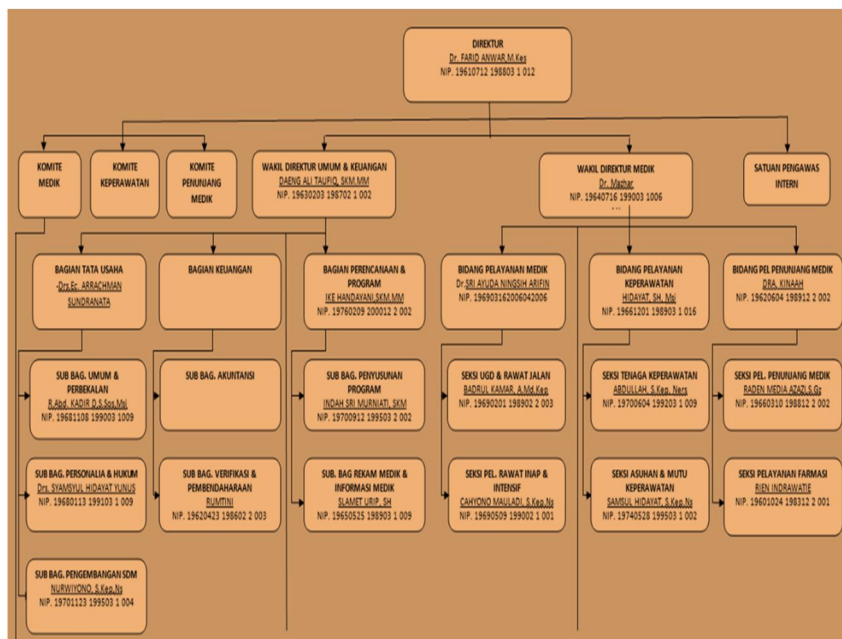 DIREKTUR
Dr. FARID ANWAR,M.Kes
NIP. 19610712 198803 1 012
KOMITE
MEDIK
KOMITE
KEPERAWATAN
KOMITE
PENUNJANG
MEDIK
WAKIL DIREKTUR UMUM & KEUANGAN
DAENG ALI TAUFIQ, SKM.MM
NIP. 19630203 198702 1 002
WAKIL DIREKTUR MEDIK
Dr. Mazhar
NIP. 19640716 199003 1006
SATUAN PENGAWAS
INTERN
BAGIAN TATA USAHA
-Drs.Ec. ARRACHMAN
SUNDRANATA
BAGIAN KEUANGAN
BAGIAN PERENCANAAN &
PROGRAM
IKE HANDAYANI,SKM.MM
NIP. 19760209 200012 2 002
BIDANG PELAYANAN MEDIK
Dr.SRI AYUDA NINGSIH ARIFIN
NIP. 196903162006042006
BIDANG PELAYANAN
KEPERAWATAN
HIDAYAT, SH, Msi
NIP. 19661201 198903 1 016
BIDANG PEL PENUNJANG MEDIK
DRA. KINAAH
NIP. 19620604 198912 2 002
SUB BAG. UMUM &
PERBEKALAN
R.Abd. KADIR D,S.Sos,Msi
NIP. 19681108 199003 1009
SUB BAG. AKUNTANSI
SUB BAG. PENYUSUNAN
PROGRAM
INDAH SRI MURNIATI, SKM
NIP. 19700912 199503 2 002
SEKSI UGD & RAWAT JALAN
BADRUL KAMAR, A.Md.Kep
NIP. 19690201 198902 2 003
SEKSI TENAGA KEPERAWATAN
ABDULLAH, S.Kep, Ners
NIP. 19700604 199203 1 009
SEKSI PEL. PENUNJANG MEDIK
RADEN MEDIA AZAZI,S.Gz
NIP. 19660310 198812 2 002
SUB BAG. PERSONALIA & HUKUM
Drs. SYAMSYUL HIDAYAT YUNUS
NIP. 19680113 199103 1 009
SUB BAG. VERIFIKASI &
PEMBENDAHARAAN
RUMTINI
NIP. 19620423 198602 2 003
SUB. BAG REKAM MEDIK &
INFORMASI MEDIK
SLAMET URIP, SH
NIP. 19650525 198903 1 009
SEKSI PEL. RAWAT INAP &
INTENSIF
CAHYONO MAULADI, S.Kep,Ns
NIP. 19690509 199002 1 001
SEKSI ASUHAN & MUTU
KEPERAWATAN
SAMSUL HIDAYAT, S.Kep,Ns
NIP. 19740528 199503 1 002
SEKSI PELAYANAN FARMASI
RIEN INDRAWATIE
NIP. 19601024 198312 2 001
SUB BAG. PENGEMBANGAN SDM
NURWIYONO, S.Kep,Ns
NIP. 19701123 199503 1 004